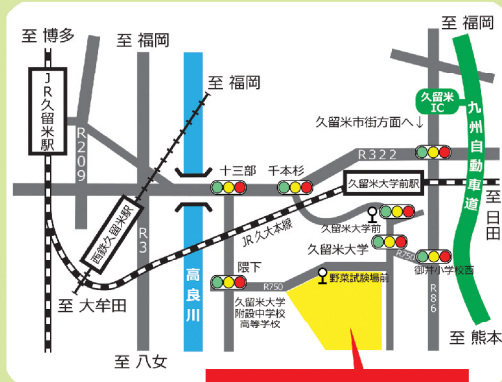 至 博多
至 福岡
至 福岡
JR久留米駅
至 福岡
久留米
IC
九州自動車道
久留米市街方面へ↓
R209
十三部
千本杉
R322
久留米大学前駅
至 日田
西鉄久留米駅
R3
JR久大本線
久留米大学前
久留米大学
R750
御井小学校西
高良川
隈下
R750
野菜試験場前
R86
至 大牟田
久留米大学
附設中学校
高等学校
至 熊本
至 八女